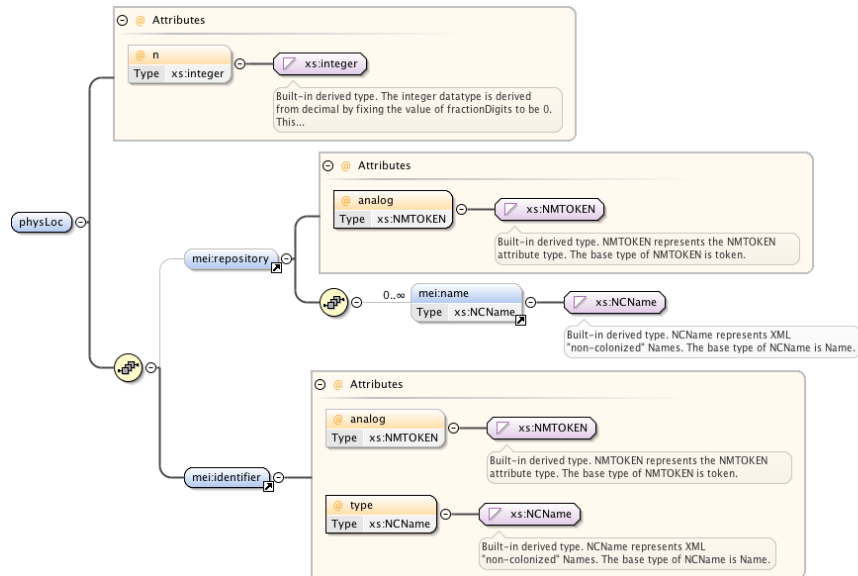 @ Attributes
@ n
Type xs:integer
xs:integer
Built-in derived type. The integer datatype is derived
from decimal by fixing the value of fractionDigits to be 0.
This...
physLoc
@ Attributes
@ analog
Type xs:NMTOKEN
xs:NMTOKEN
Built-in derived type. NMTOKEN represents the NMTOKEN
attribute type. The base type of NMTOKEN is token.
mei:repository
0..∞
mei:name
Type xs:NCName
xs:NCName
Built-in derived type. NCName represents XML
"non-colonized" Names. The base type of NCName is Name.
@ Attributes
@ analog
Type xs:NMTOKEN
xs:NMTOKEN
Built-in derived type. NMTOKEN represents the NMTOKEN
attribute type. The base type of NMTOKEN is token.
mei:identifier
@ type
Type xs:NCName
xs:NCName
Built-in derived type. NCName represents XML
"non-colonized" Names. The base type of NCName is Name.